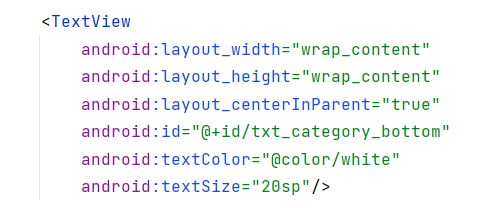 <TextView
android:layout_width="wrap_content"
android:layout_height="wrap_content"
android:layout_centerInParent="true"
android:id="@+id/txt_category_bottom"
android:textColor="@color/white"
android:textSize="20sp"/>